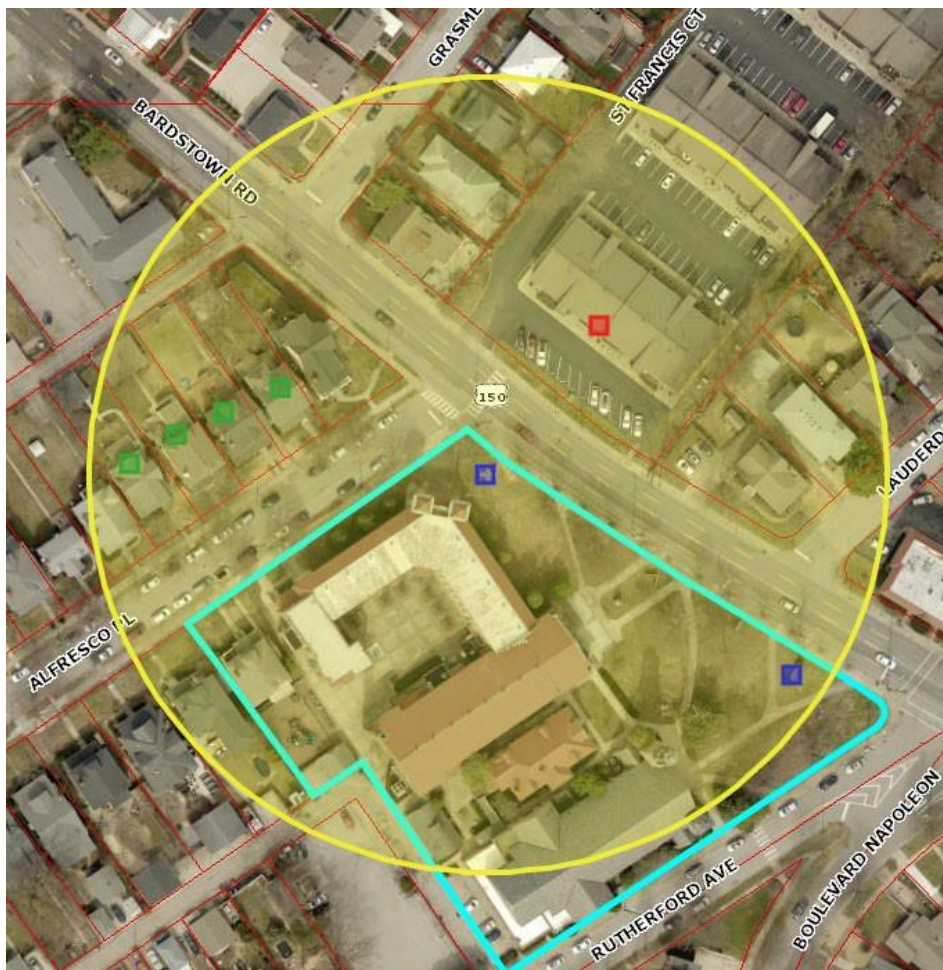 GRASME
ST FRANCIS CT
BARDSTOWN RD
150
LAUDERD
ALFRESCO PL
RUTHERFORD AVE
BOULEVARD NAPOLEON